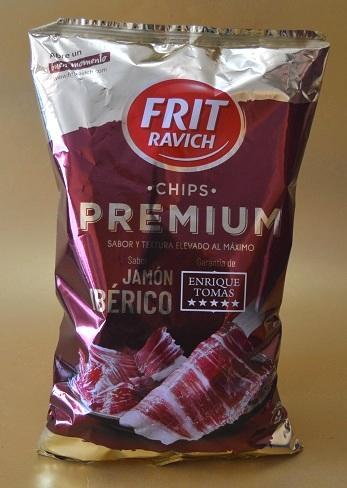 Abre un
buen momento
FRIT
RAVICH
•CHIPS•
PREMIUM
SABOR Y TEXTURA ELEVADO AL MÁXIMO
Sabor
JAMÓN
IBÉRICO
Garantía de
ENRIQUE
TOMÁS
★★★★★